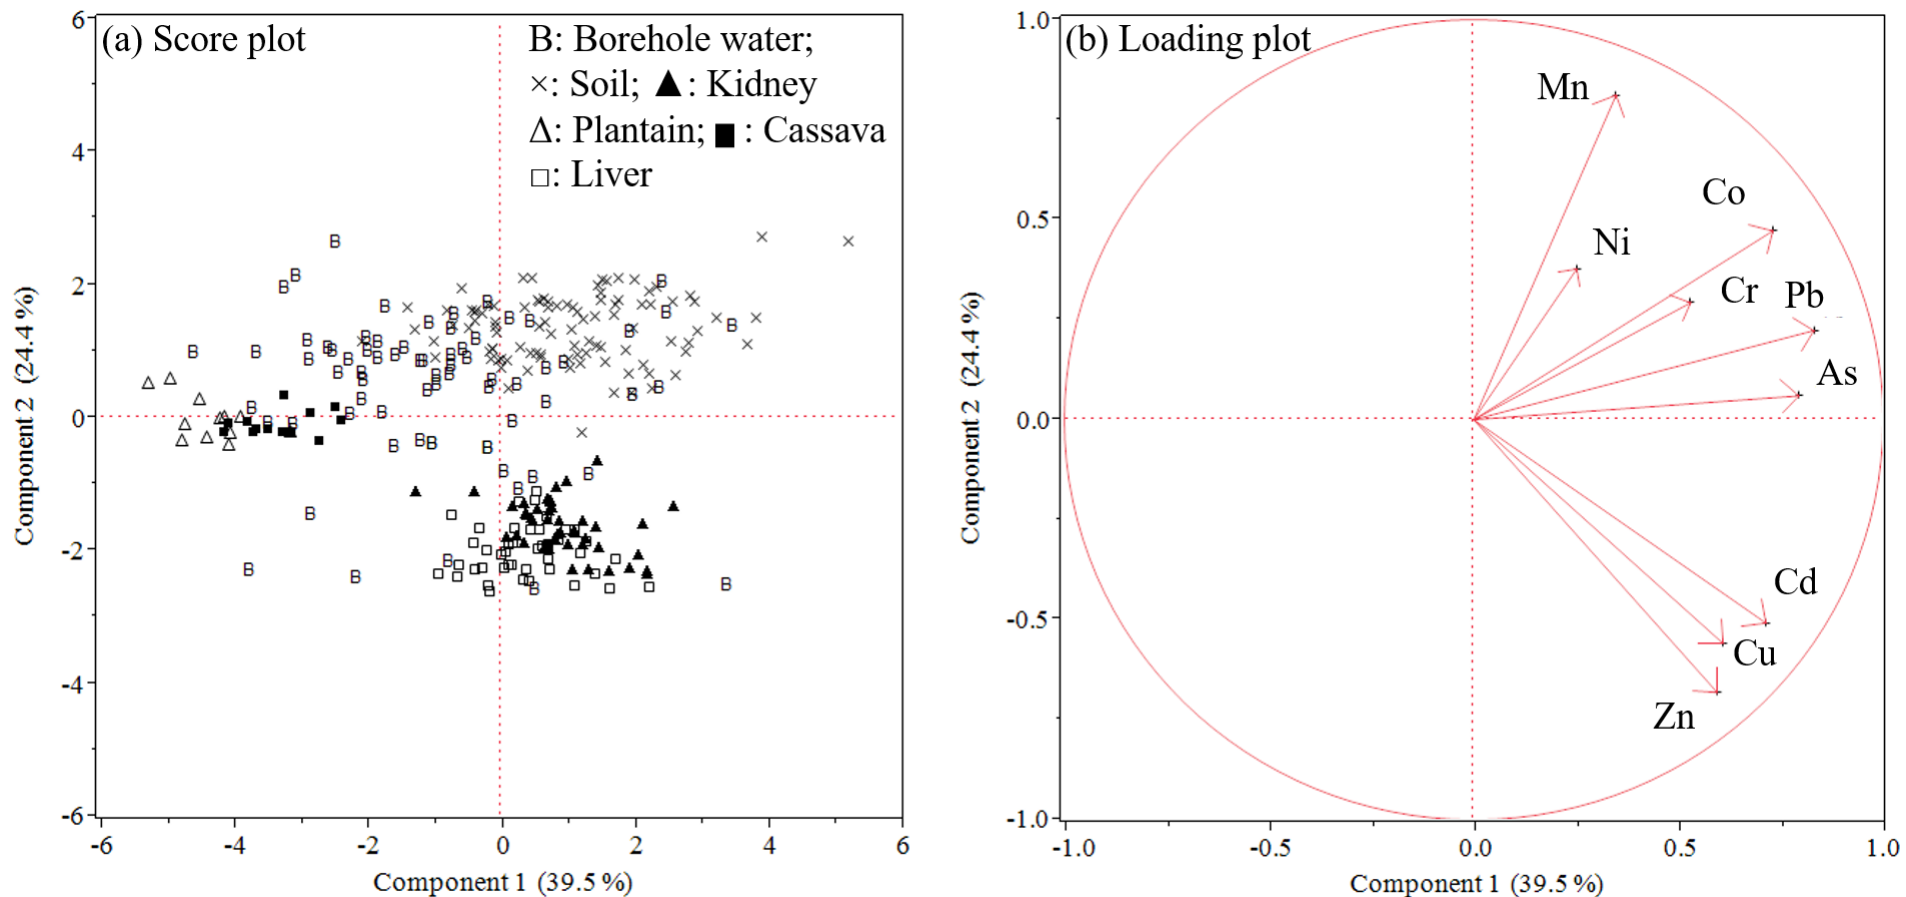 (a) Score plot
B: Borehole water;
×: Soil; ▲: Kidney
Δ: Plantain; ■: Cassava
□: Liver
6
4
2
0
-2
-4
-6
-6 -4 -2 0 2 4 6
Component 1 (39.5 %)
Component 2 (24.4 %)
(b) Loading plot
Mn
Co
Ni
Cr
Pb
As
Cd
Cu
Zn
1.0
0.5
0.0
-0.5
-1.0
-1.0 -0.5 0.0 0.5 1.0
Component 1 (39.5 %)
Component 2 (24.4 %)